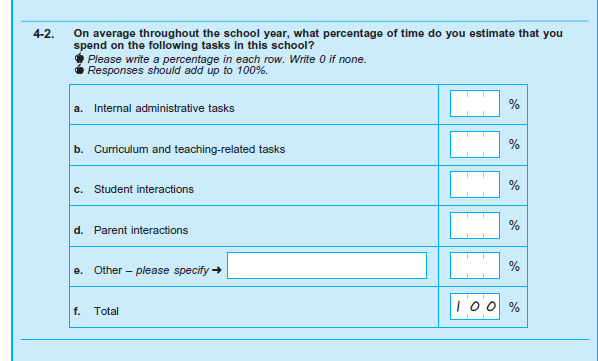 4-2. On average throughout the school year, what percentage of time do you estimate that you
spend on the following tasks in this school?
Please write a percentage in each row. Write 0 if none.
Responses should add up to 100%.
a. Internal administrative tasks %
b. Curriculum and teaching-related tasks %
c. Student interactions %
d. Parent interactions %
e. Other – please specify ➔ %
f. Total 100 %